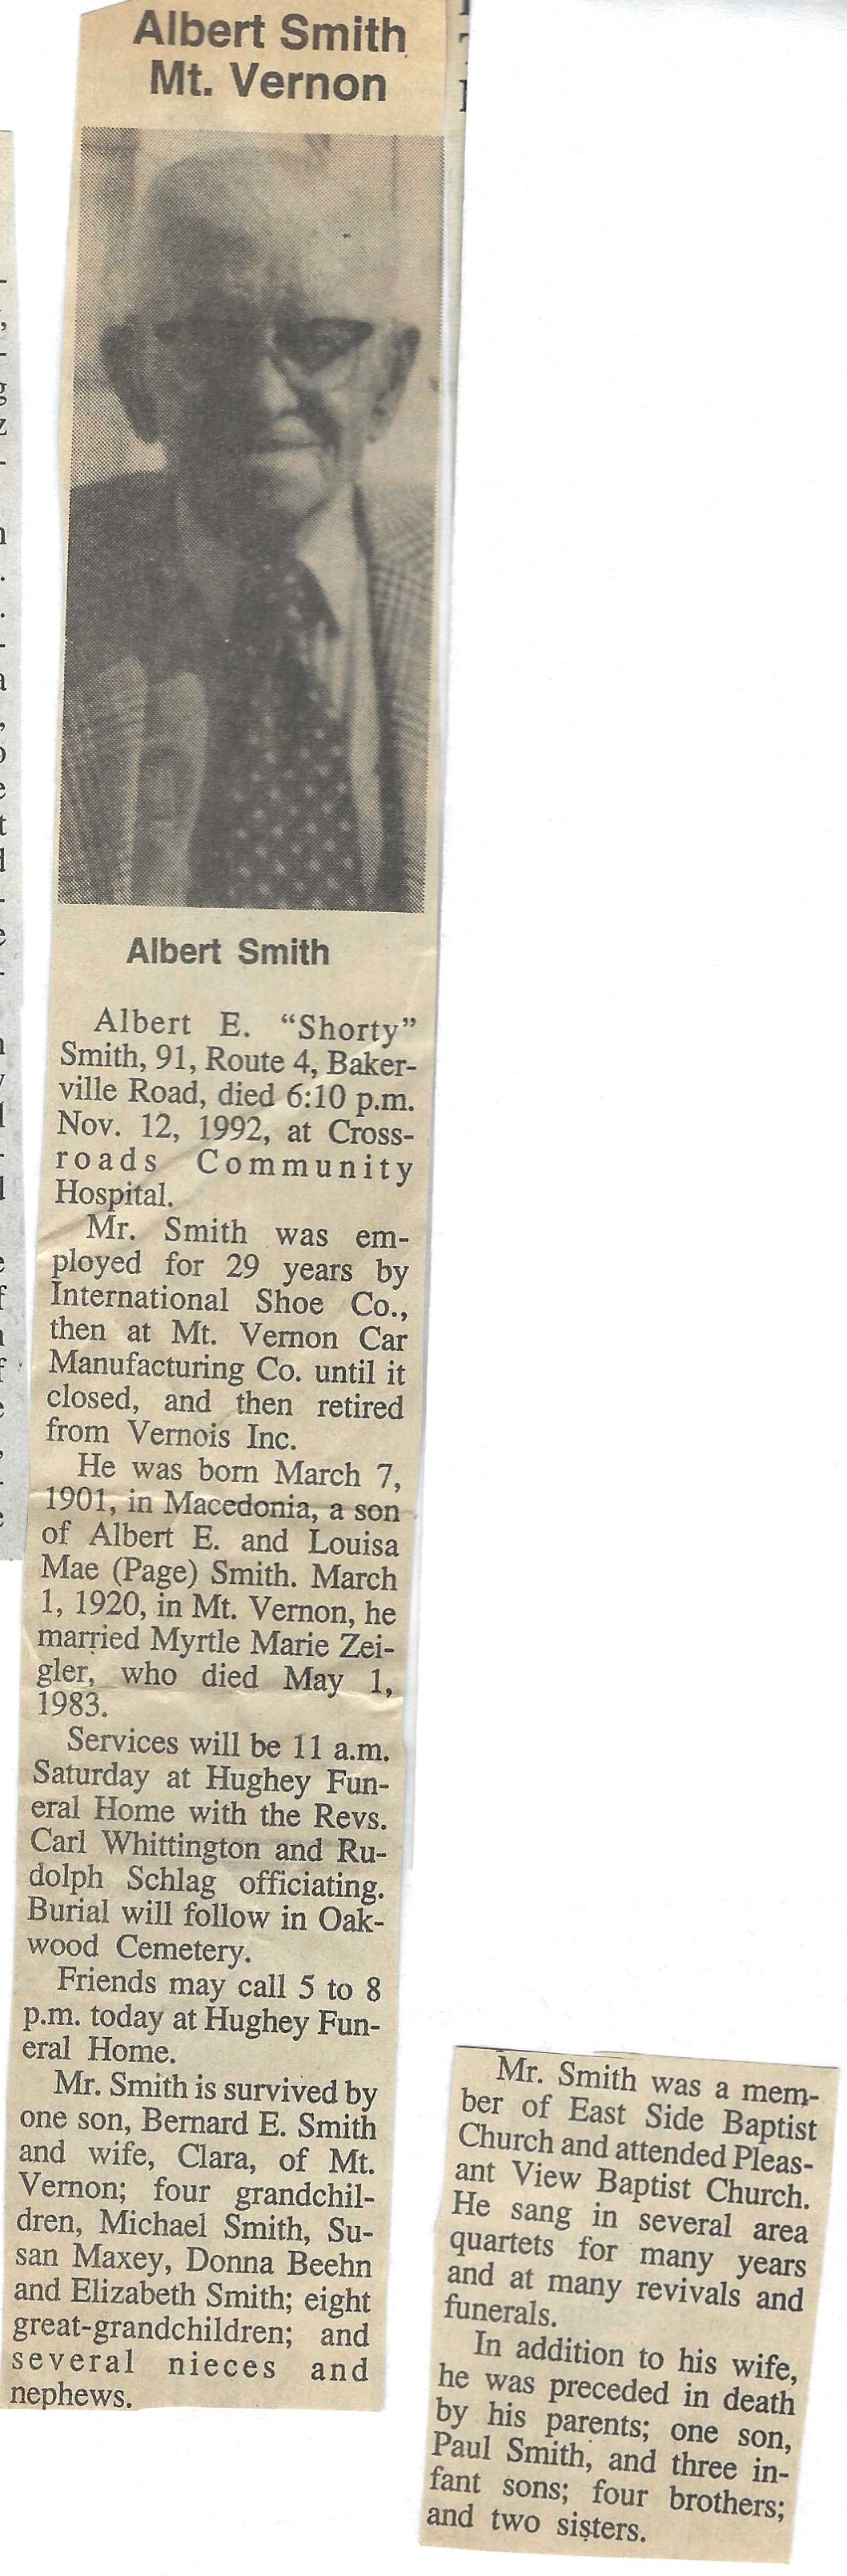 Albert Smith
Mt. Vernon
Albert Smith
Albert E. “Shorty”
Smith, 91, Route 4, Baker-
ville Road, died 6:10 p.m.
Nov. 12, 1992, at Cross-
roads Community
Hospital.
Mr. Smith was em-
ployed for 29 years by
International Shoe Co.,
then at Mt. Vernon Car
Manufacturing Co. until it
closed, and then retired
from Vernois Inc.
He was born March 7,
1901, in Macedonia, a son
of Albert E. and Louisa
Mae (Page) Smith. March
1, 1920, in Mt. Vernon, he
married Myrtle Marie Zei-
gler, who died May 1,
1983.
Services will be 11 a.m.
Saturday at Hughey Fun-
eral Home with the Revs.
Carl Whittington and Ru-
dolph Schlag officiating.
Burial will follow in Oak-
wood Cemetery.
Friends may call 5 to 8
p.m. today at Hughey Fun-
eral Home.
Mr. Smith is survived by
one son, Bernard E. Smith
and wife, Clara, of Mt.
Vernon; four grandchil-
dren, Michael Smith, Su-
san Maxey, Donna Beehn
and Elizabeth Smith; eight
great-grandchildren; and
several nieces and
nephews.
Mr. Smith was a mem-
ber of East Side Baptist
Church and attended Pleas-
ant View Baptist Church.
He sang in several area
quartets for many years
and at many revivals and
funerals.
In addition to his wife,
he was preceded in death
by his parents; one son,
Paul Smith, and three in-
fant sons; four brothers;
and two sisters.